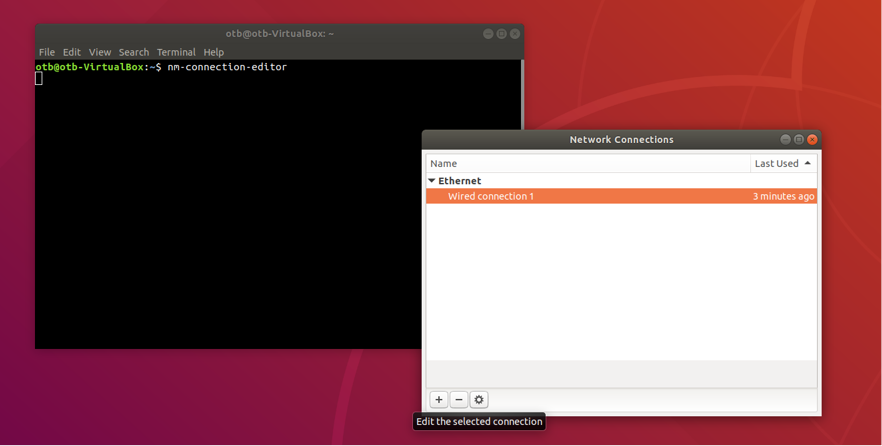 otb@otb-VirtualBox: ~
File Edit View Search Terminal Help
otb@otb-VirtualBox:~$ nm-connection-editor
Network Connections
Name Last Used
Ethernet
Wired connection 1 3 minutes ago
Edit the selected connection